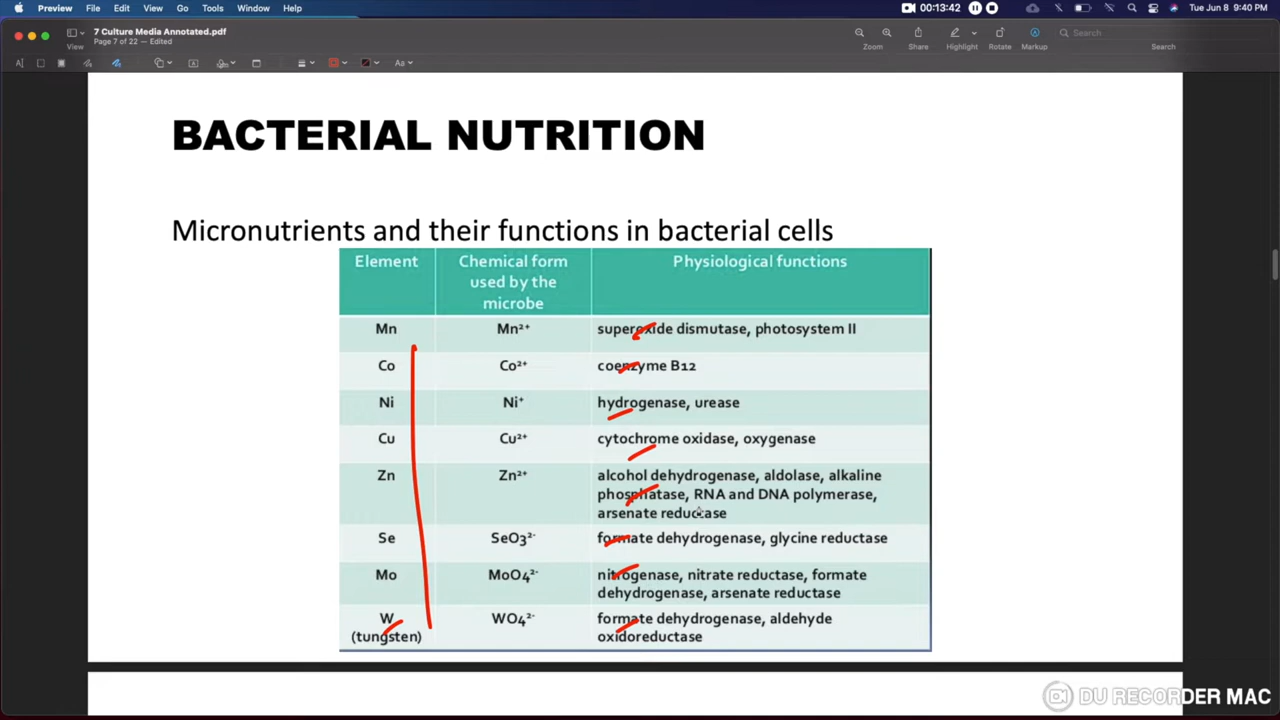 Preview File Edit View Go Tools Window Help 00:13:42 Tue Jun 8 9:40 PM
7 Culture Media Annotated.pdf
Page 7 of 22 — Edited
View Zoom Share Highlight Rotate Markup Search Search
BACTERIAL NUTRITION
Micronutrients and their functions in bacterial cells
Element Chemical form used by the microbe Physiological functions
Mn Mn²⁺ superoxide dismutase, photosystem II
Co Co²⁺ coenzyme B12
Ni Ni⁺ hydrogenase, urease
Cu Cu²⁺ cytochrome oxidase, oxygenase
Zn Zn²⁺ alcohol dehydrogenase, aldolase, alkaline
phosphatase, RNA and DNA polymerase,
arsenate reductase
Se SeO3²⁻ formate dehydrogenase, glycine reductase
Mo MoO4²⁻ nitrogenase, nitrate reductase, formate
dehydrogenase, arsenate reductase
W WO4²⁻ formate dehydrogenase, aldehyde
(tungsten) oxidoreductase
DU RECORDER MAC